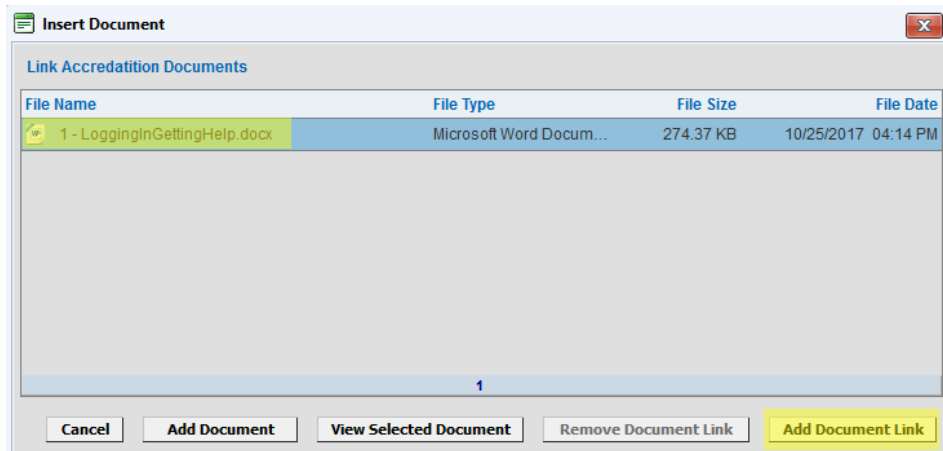 Insert Document
Link Accredatition Documents
File Name File Type File Size File Date
1 - LoggingInGettingHelp.docx Microsoft Word Docum... 274.37 KB 10/25/2017 04:14 PM
1
Cancel Add Document View Selected Document Remove Document Link Add Document Link